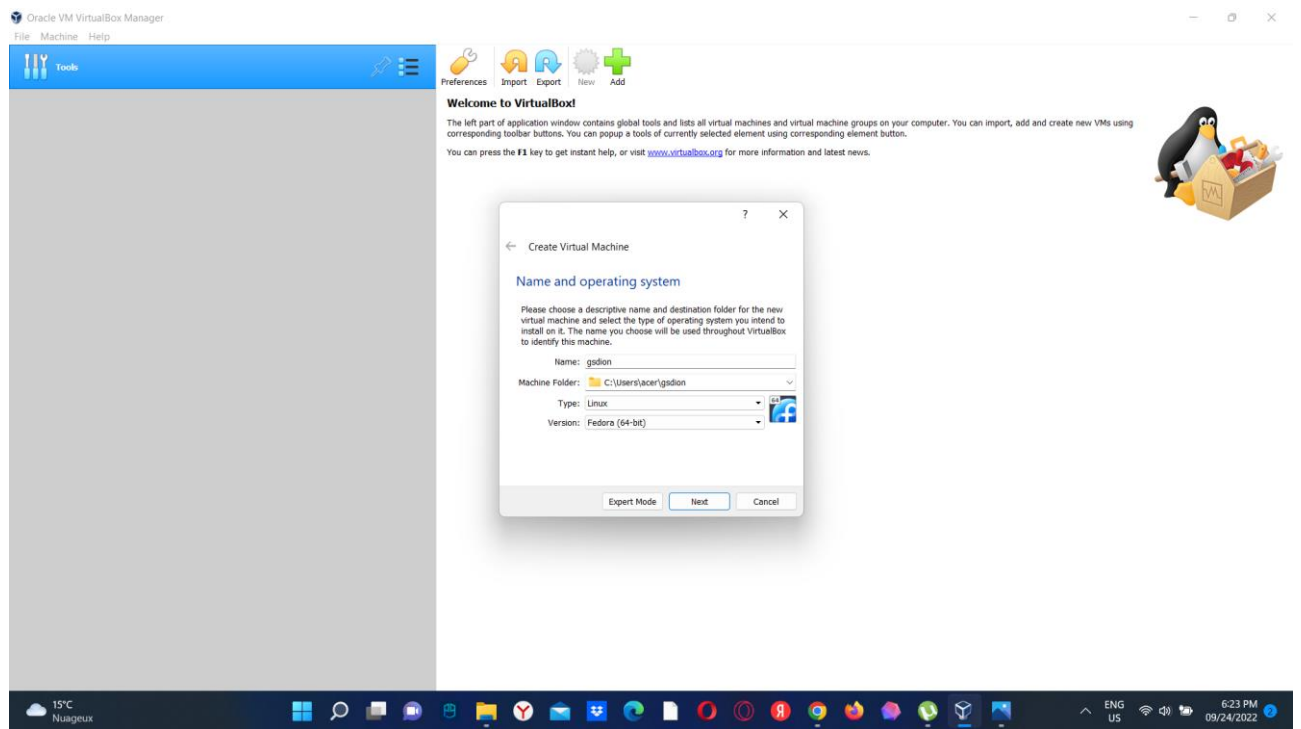 Oracle VM VirtualBox Manager
File Machine Help
Tools
Preferences Import Export New Add
Welcome to VirtualBox!
The left part of application window contains global tools and lists all virtual machines and virtual machine groups on your computer. You can import, add and create new VMs using
corresponding toolbar buttons. You can popup a tools of currently selected element using corresponding element button.
You can press the F1 key to get instant help, or visit www.virtualbox.org for more information and latest news.
?
Create Virtual Machine
Name and operating system
Please choose a descriptive name and destination folder for the new
virtual machine and select the type of operating system you intend to
install on it. The name you choose will be used throughout VirtualBox
to identify this machine.
Name: gsdion
Machine Folder: C:\Users\acer\gsdion
Type: Linux
64
Version: Fedora (64-bit)
Expert Mode Next Cancel
15°C
Nuageux
ENG
US
6:23 PM
09/24/2022
2